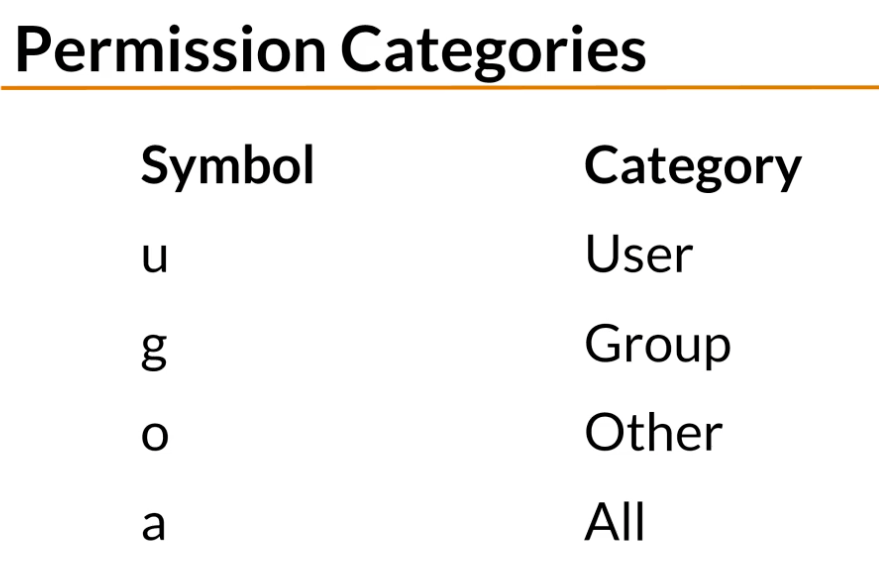 Permission Categories
Symbol Category
u User
g Group
o Other
a All